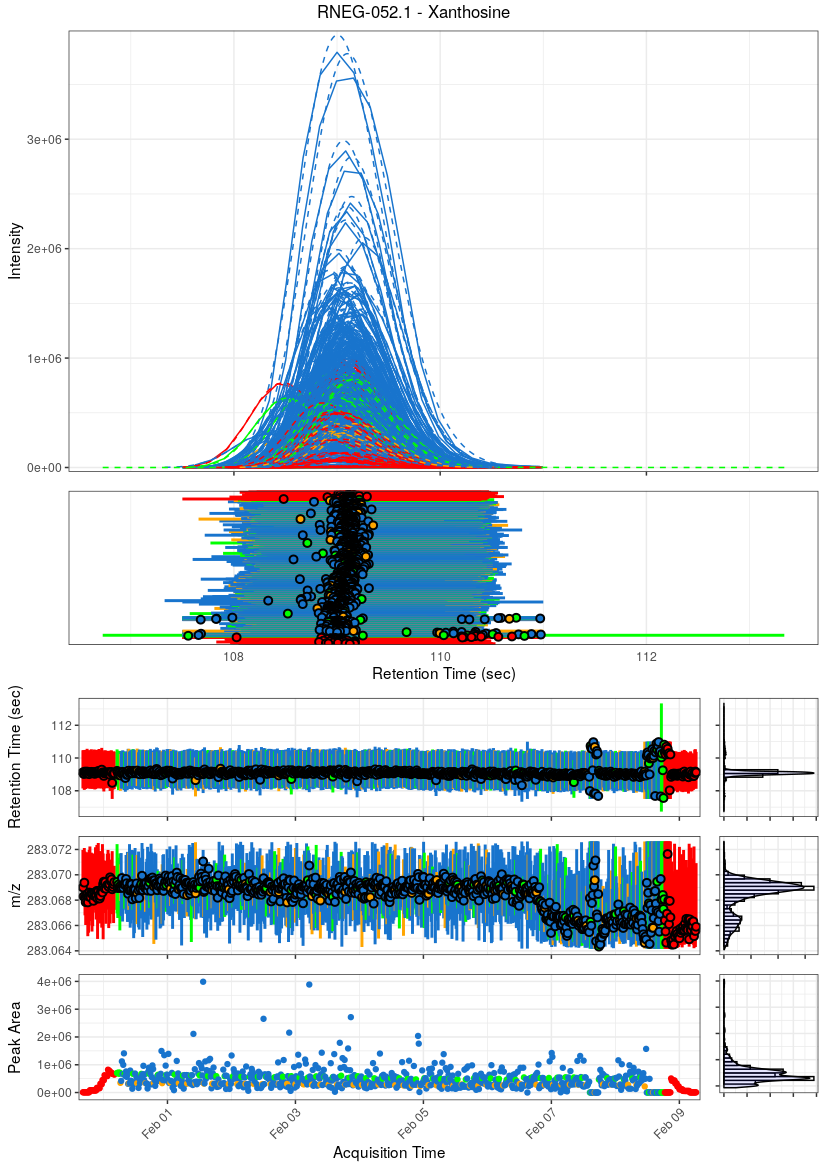 RNEG-052.1 - Xanthosine
Intensity
3e+06
2e+06
1e+06
0e+00
108 110 112
Retention Time (sec)
Retention Time (sec)
112
110
108
m/z
283.072
283.070
283.068
283.066
283.064
Peak Area
4e+06
3e+06
2e+06
1e+06
0e+00
Feb 01 Feb 03 Feb 05 Feb 07 Feb 09
Acquisition Time